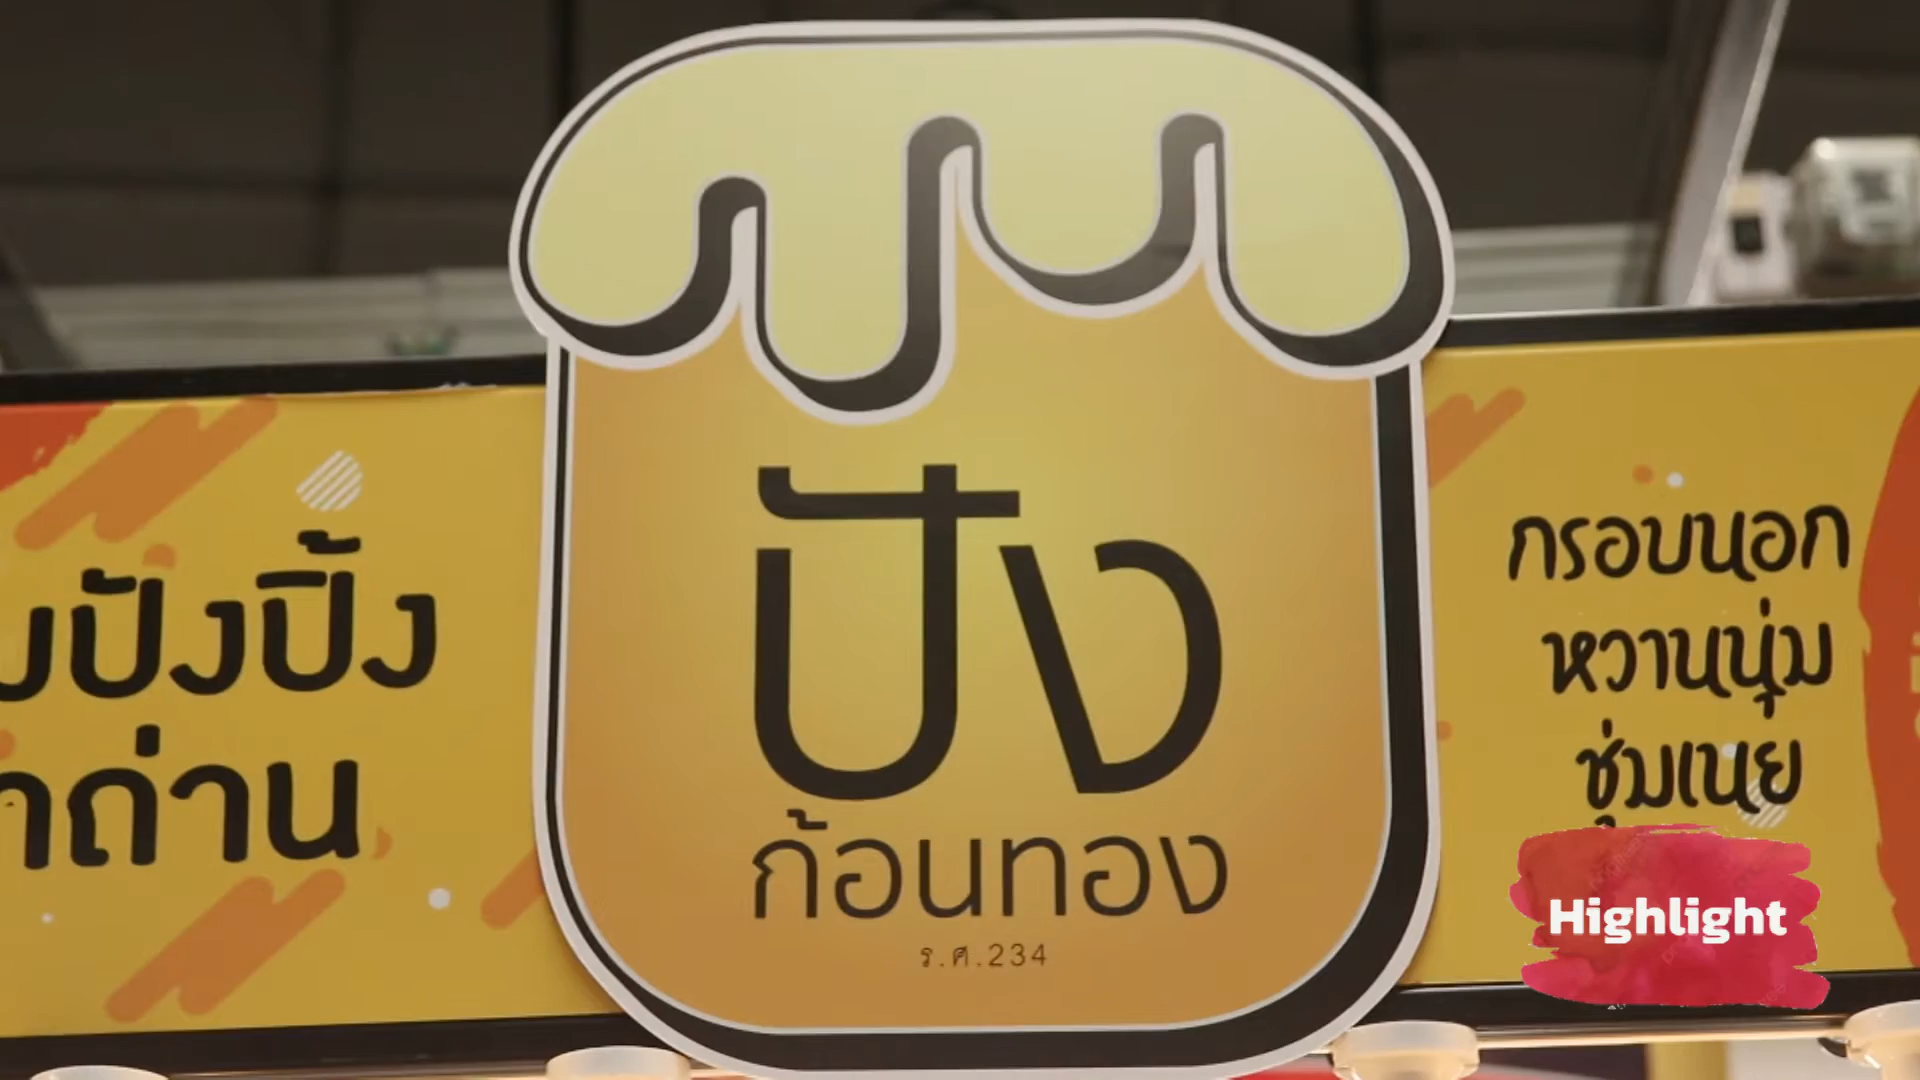 ปังปิ้ง
ถ่าน
ปัง
ก้อนทอง
ร.ศ.234
กรอบนอก
หวานนุ่ม
ชุ่มเนย
Highlight